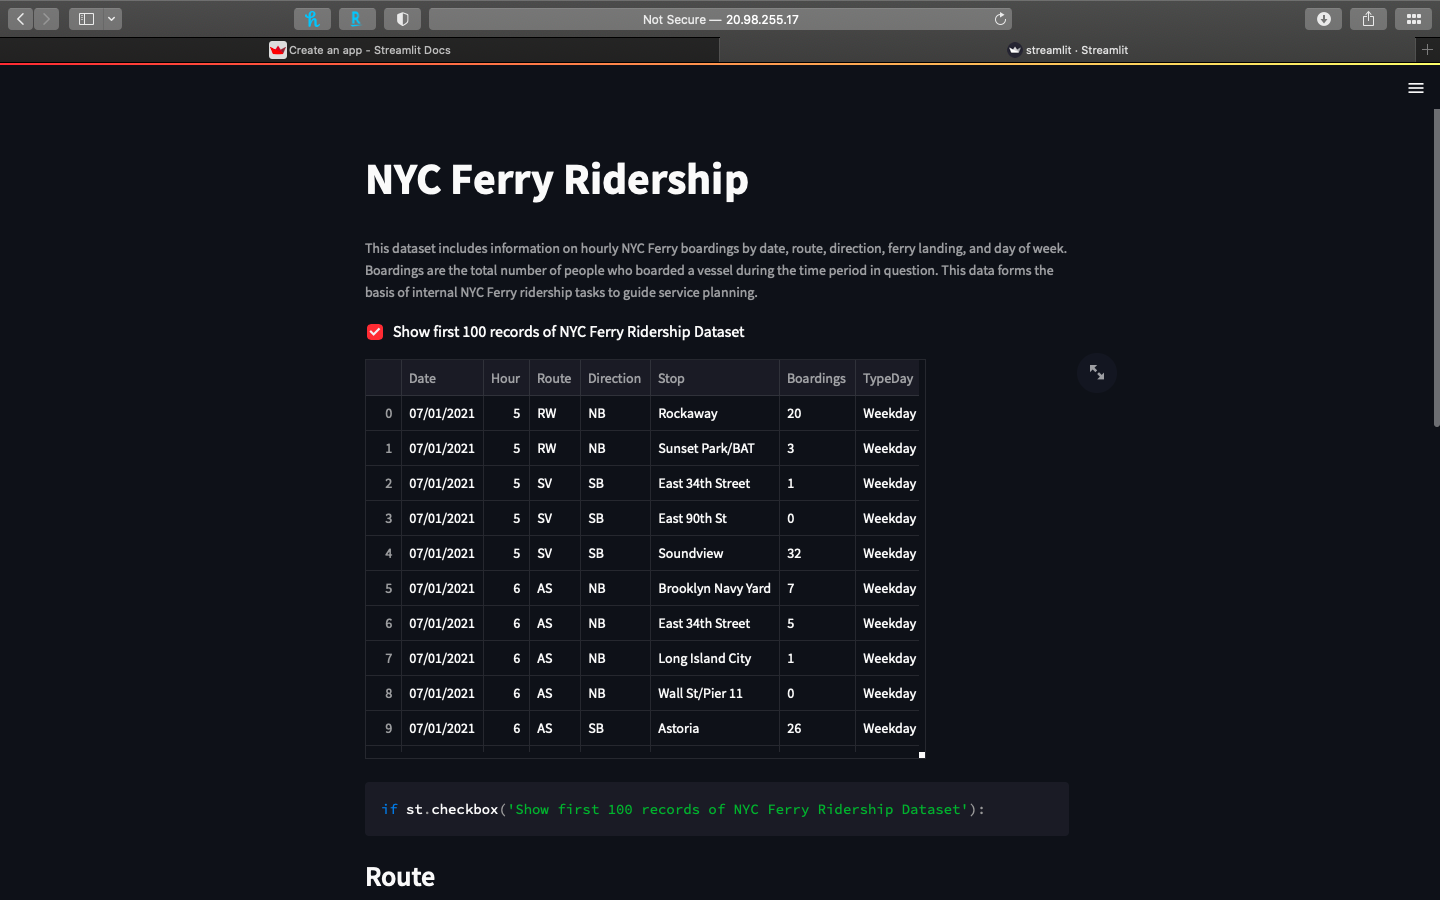 Not Secure — 20.98.255.17
Create an app - Streamlit Docs
streamlit · Streamlit
NYC Ferry Ridership
This dataset includes information on hourly NYC Ferry boardings by date, route, direction, ferry landing, and day of week.
Boardings are the total number of people who boarded a vessel during the time period in question. This data forms the
basis of internal NYC Ferry ridership tasks to guide service planning.
Show first 100 records of NYC Ferry Ridership Dataset
Date Hour Route Direction Stop Boardings TypeDay
0 07/01/2021 5 RW NB Rockaway 20 Weekday
1 07/01/2021 5 RW NB Sunset Park/BAT 3 Weekday
2 07/01/2021 5 SV SB East 34th Street 1 Weekday
3 07/01/2021 5 SV SB East 90th St 0 Weekday
4 07/01/2021 5 SV SB Soundview 32 Weekday
5 07/01/2021 6 AS NB Brooklyn Navy Yard 7 Weekday
6 07/01/2021 6 AS NB East 34th Street 5 Weekday
7 07/01/2021 6 AS NB Long Island City 1 Weekday
8 07/01/2021 6 AS NB Wall St/Pier 11 0 Weekday
9 07/01/2021 6 AS SB Astoria 26 Weekday
if st.checkbox('Show first 100 records of NYC Ferry Ridership Dataset'):
Route